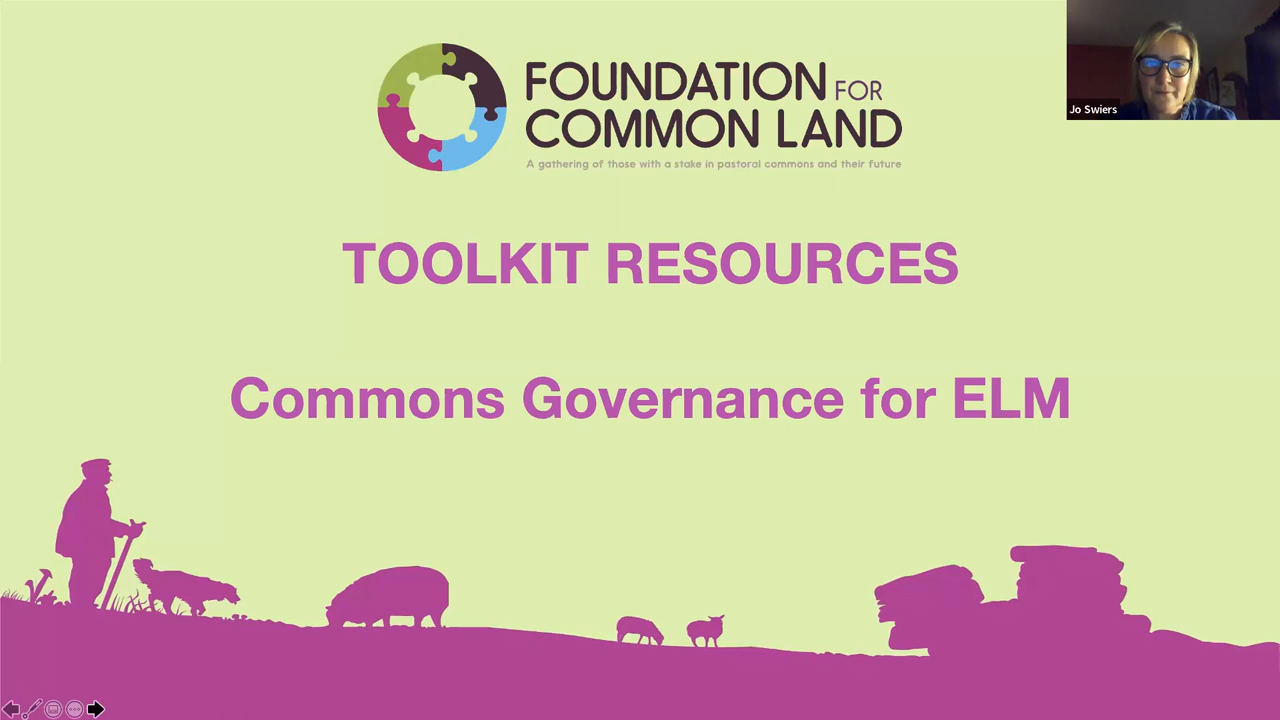 FOUNDATION FOR
COMMON LAND
A gathering of those with a stake in pastoral commons and their future
Jo Swiers
TOOLKIT RESOURCES
Commons Governance for ELM